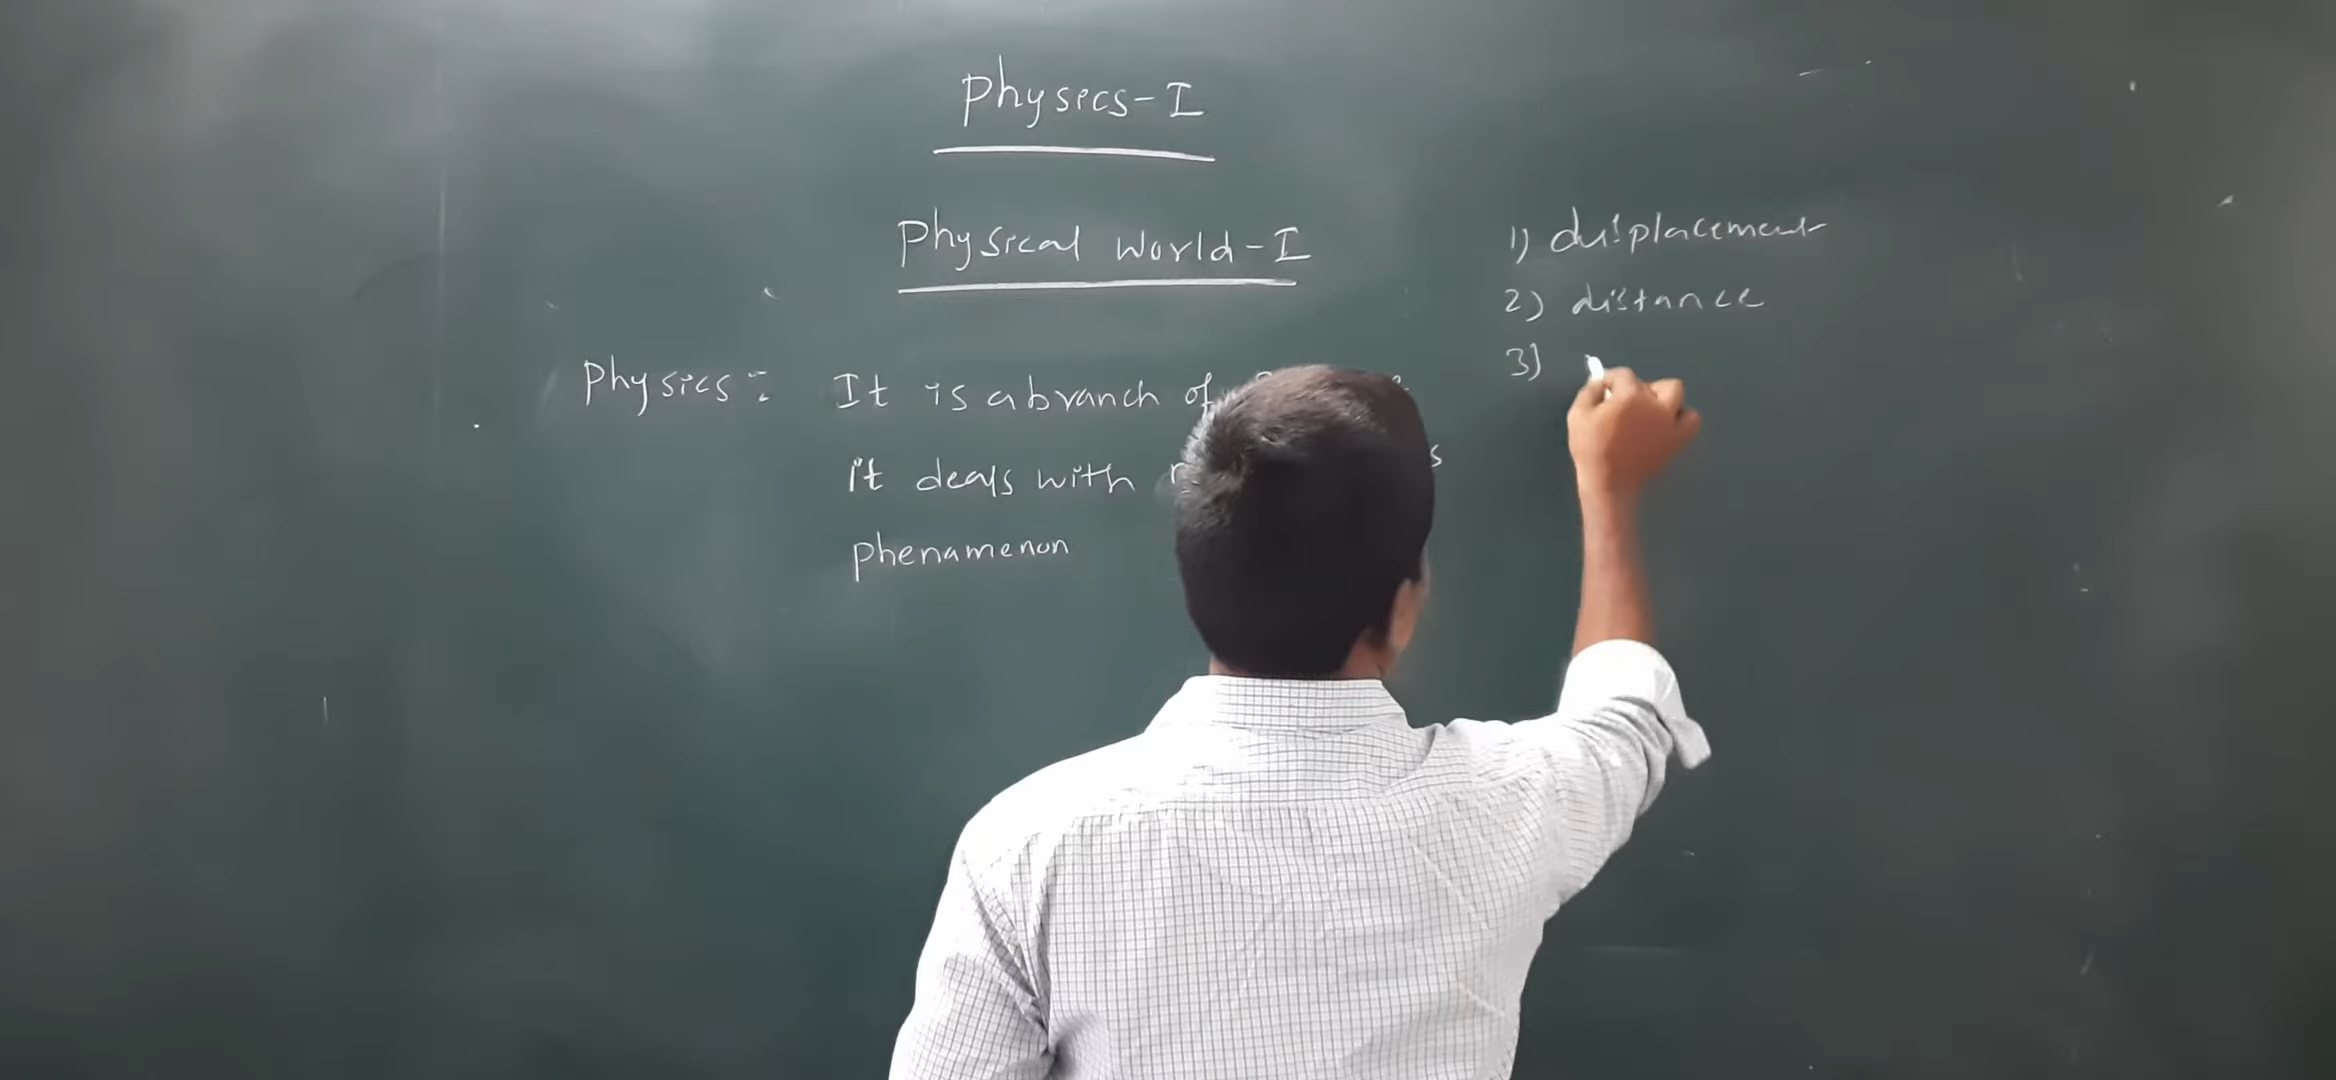 Physics-I
Physical World-I
Physics: It is a branch of
it deals with
phenamenon
1) displacement
2) distance
3)